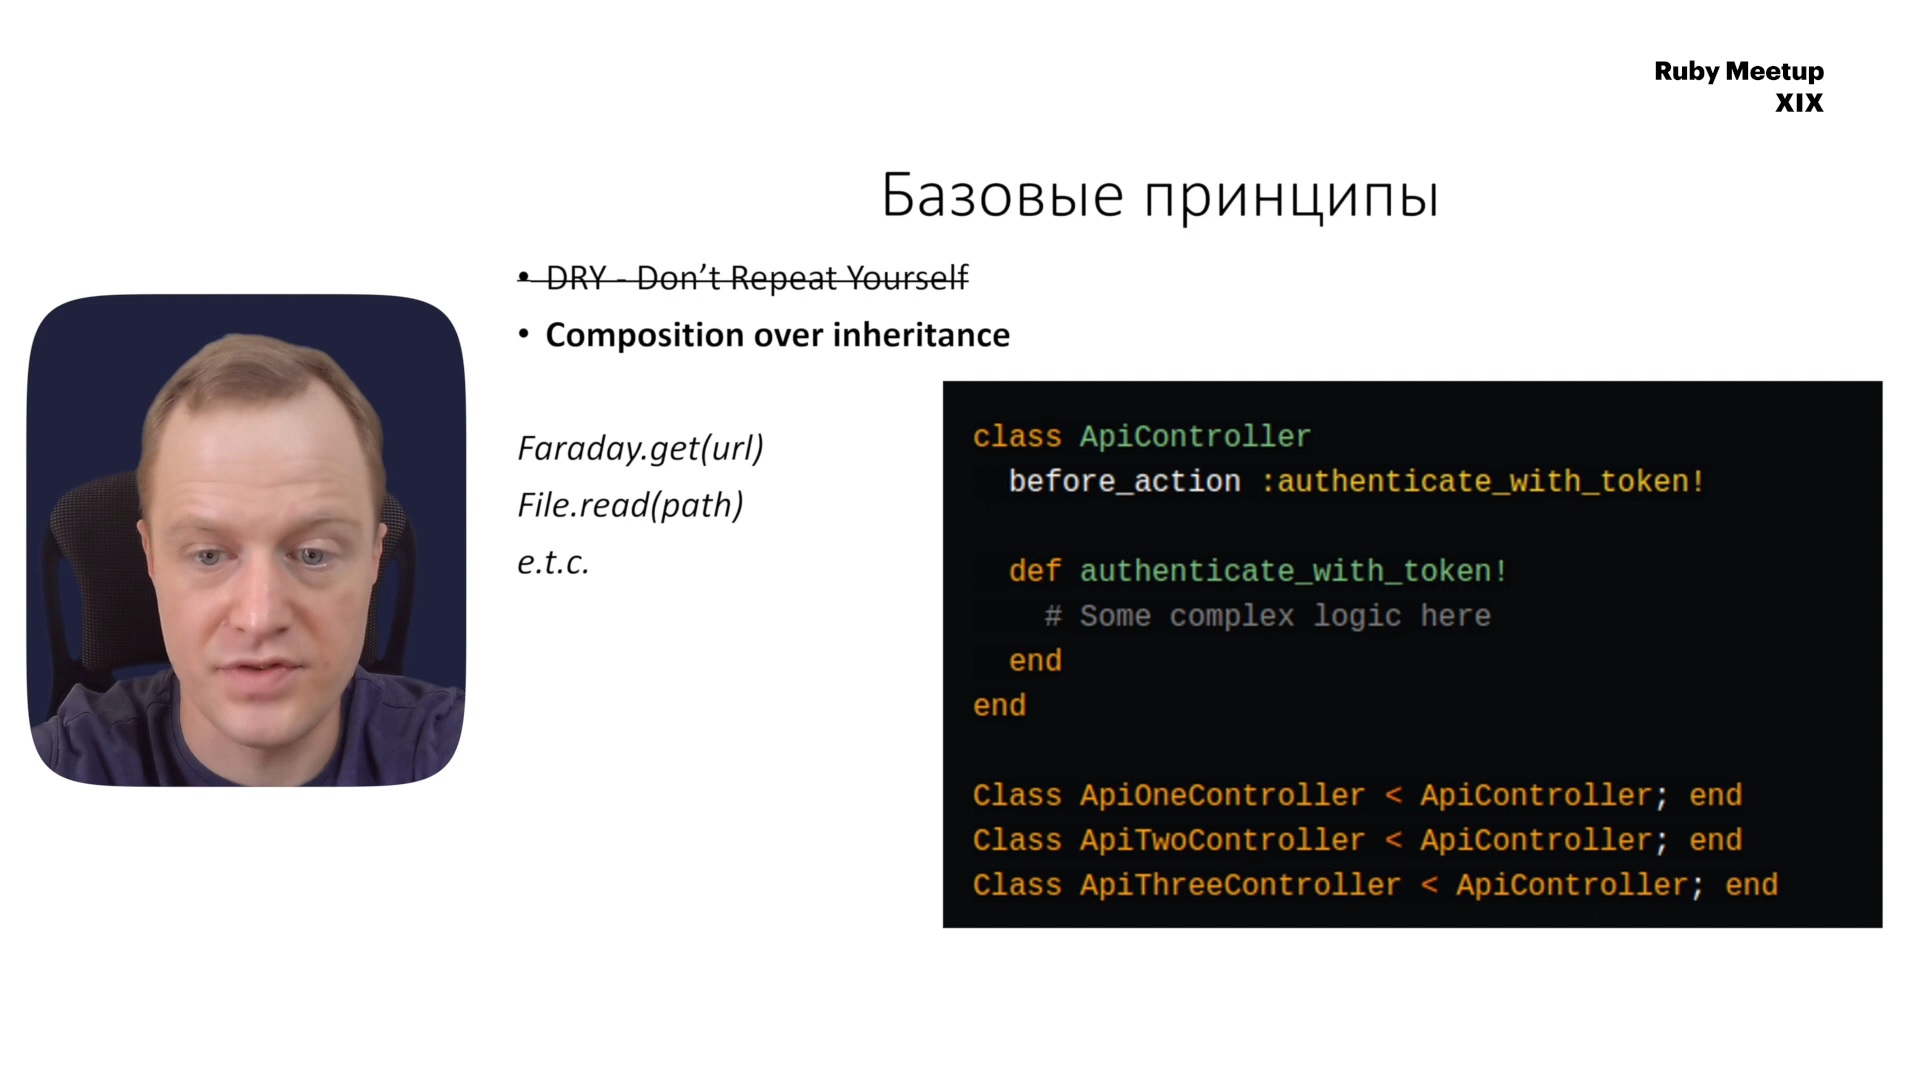 Ruby Meetup
XIX
Базовые принципы
• DRY - Don’t Repeat Yourself
• Composition over inheritance
Faraday.get(url)
File.read(path)
e.t.c.
class ApiController
  before_action :authenticate_with_token!
  def authenticate_with_token!
    # Some complex logic here
  end
end
Class ApiOneController < ApiController; end
Class ApiTwoController < ApiController; end
Class ApiThreeController < ApiController; end